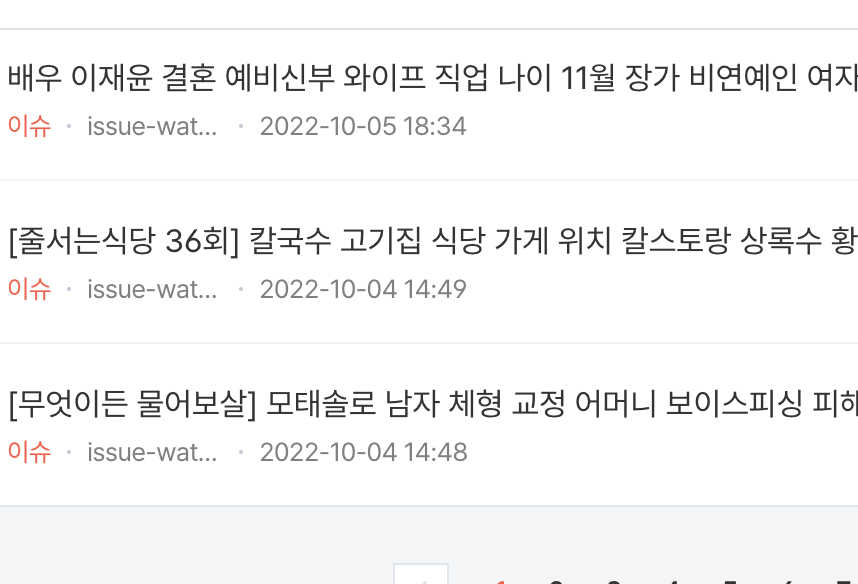 배우 이재윤 결혼 예비신부 와이프 직업 나이 11월 장가 비연예인 여자
이슈 · issue-wat... · 2022-10-05 18:34
[줄서는식당 36회] 칼국수 고기집 식당 가게 위치 칼스토랑 상록수 황
이슈 · issue-wat... · 2022-10-04 14:49
[무엇이든 물어보살] 모태솔로 남자 체형 교정 어머니 보이스피싱 피해
이슈 · issue-wat... · 2022-10-04 14:48